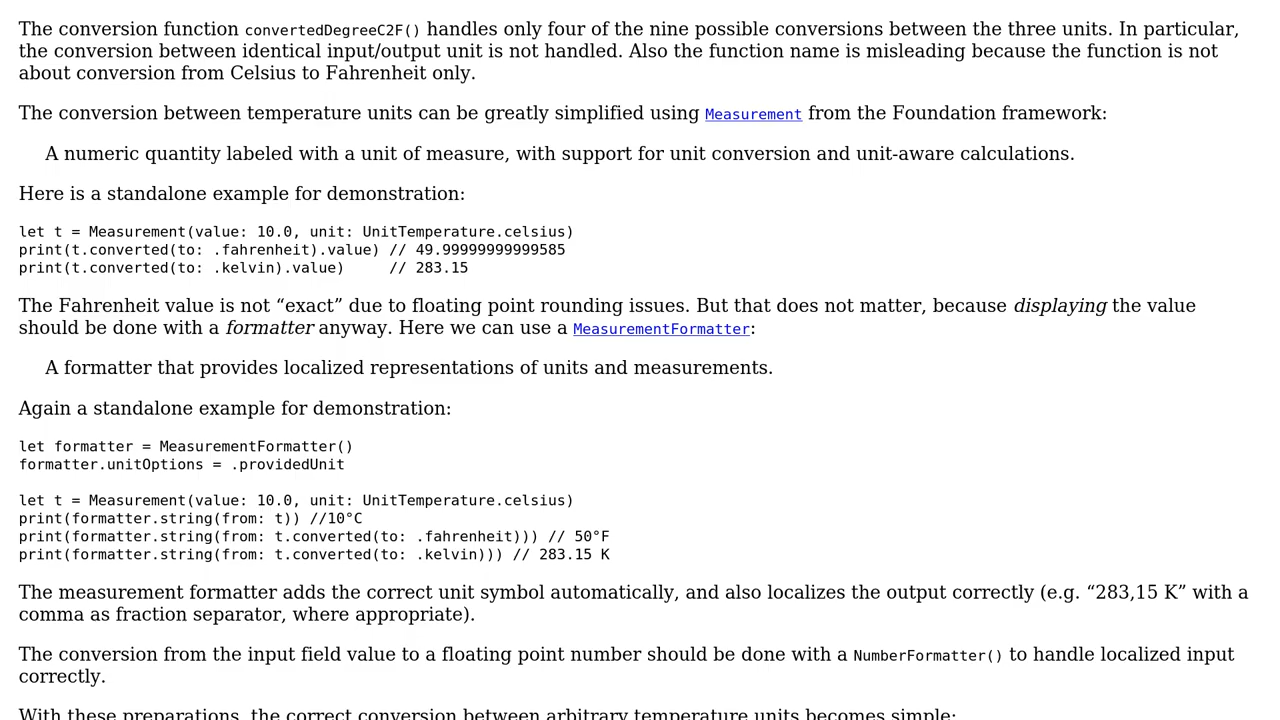 The conversion function convertedDegreeC2F() handles only four of the nine possible conversions between the three units. In particular,
the conversion between identical input/output unit is not handled. Also the function name is misleading because the function is not
about conversion from Celsius to Fahrenheit only.
The conversion between temperature units can be greatly simplified using Measurement from the Foundation framework:
A numeric quantity labeled with a unit of measure, with support for unit conversion and unit-aware calculations.
Here is a standalone example for demonstration:
let t = Measurement(value: 10.0, unit: UnitTemperature.celsius)
print(t.converted(to: .fahrenheit).value) // 49.99999999999585
print(t.converted(to: .kelvin).value)     // 283.15
The Fahrenheit value is not “exact” due to floating point rounding issues. But that does not matter, because displaying the value
should be done with a formatter anyway. Here we can use a MeasurementFormatter:
A formatter that provides localized representations of units and measurements.
Again a standalone example for demonstration:
let formatter = MeasurementFormatter()
formatter.unitOptions = .providedUnit
let t = Measurement(value: 10.0, unit: UnitTemperature.celsius)
print(formatter.string(from: t)) //10°C
print(formatter.string(from: t.converted(to: .fahrenheit))) // 50°F
print(formatter.string(from: t.converted(to: .kelvin))) // 283.15 K
The measurement formatter adds the correct unit symbol automatically, and also localizes the output correctly (e.g. “283,15 K” with a
comma as fraction separator, where appropriate).
The conversion from the input field value to a floating point number should be done with a NumberFormatter() to handle localized input
correctly.
With these preparations, the correct conversion between arbitrary temperature units becomes simple: